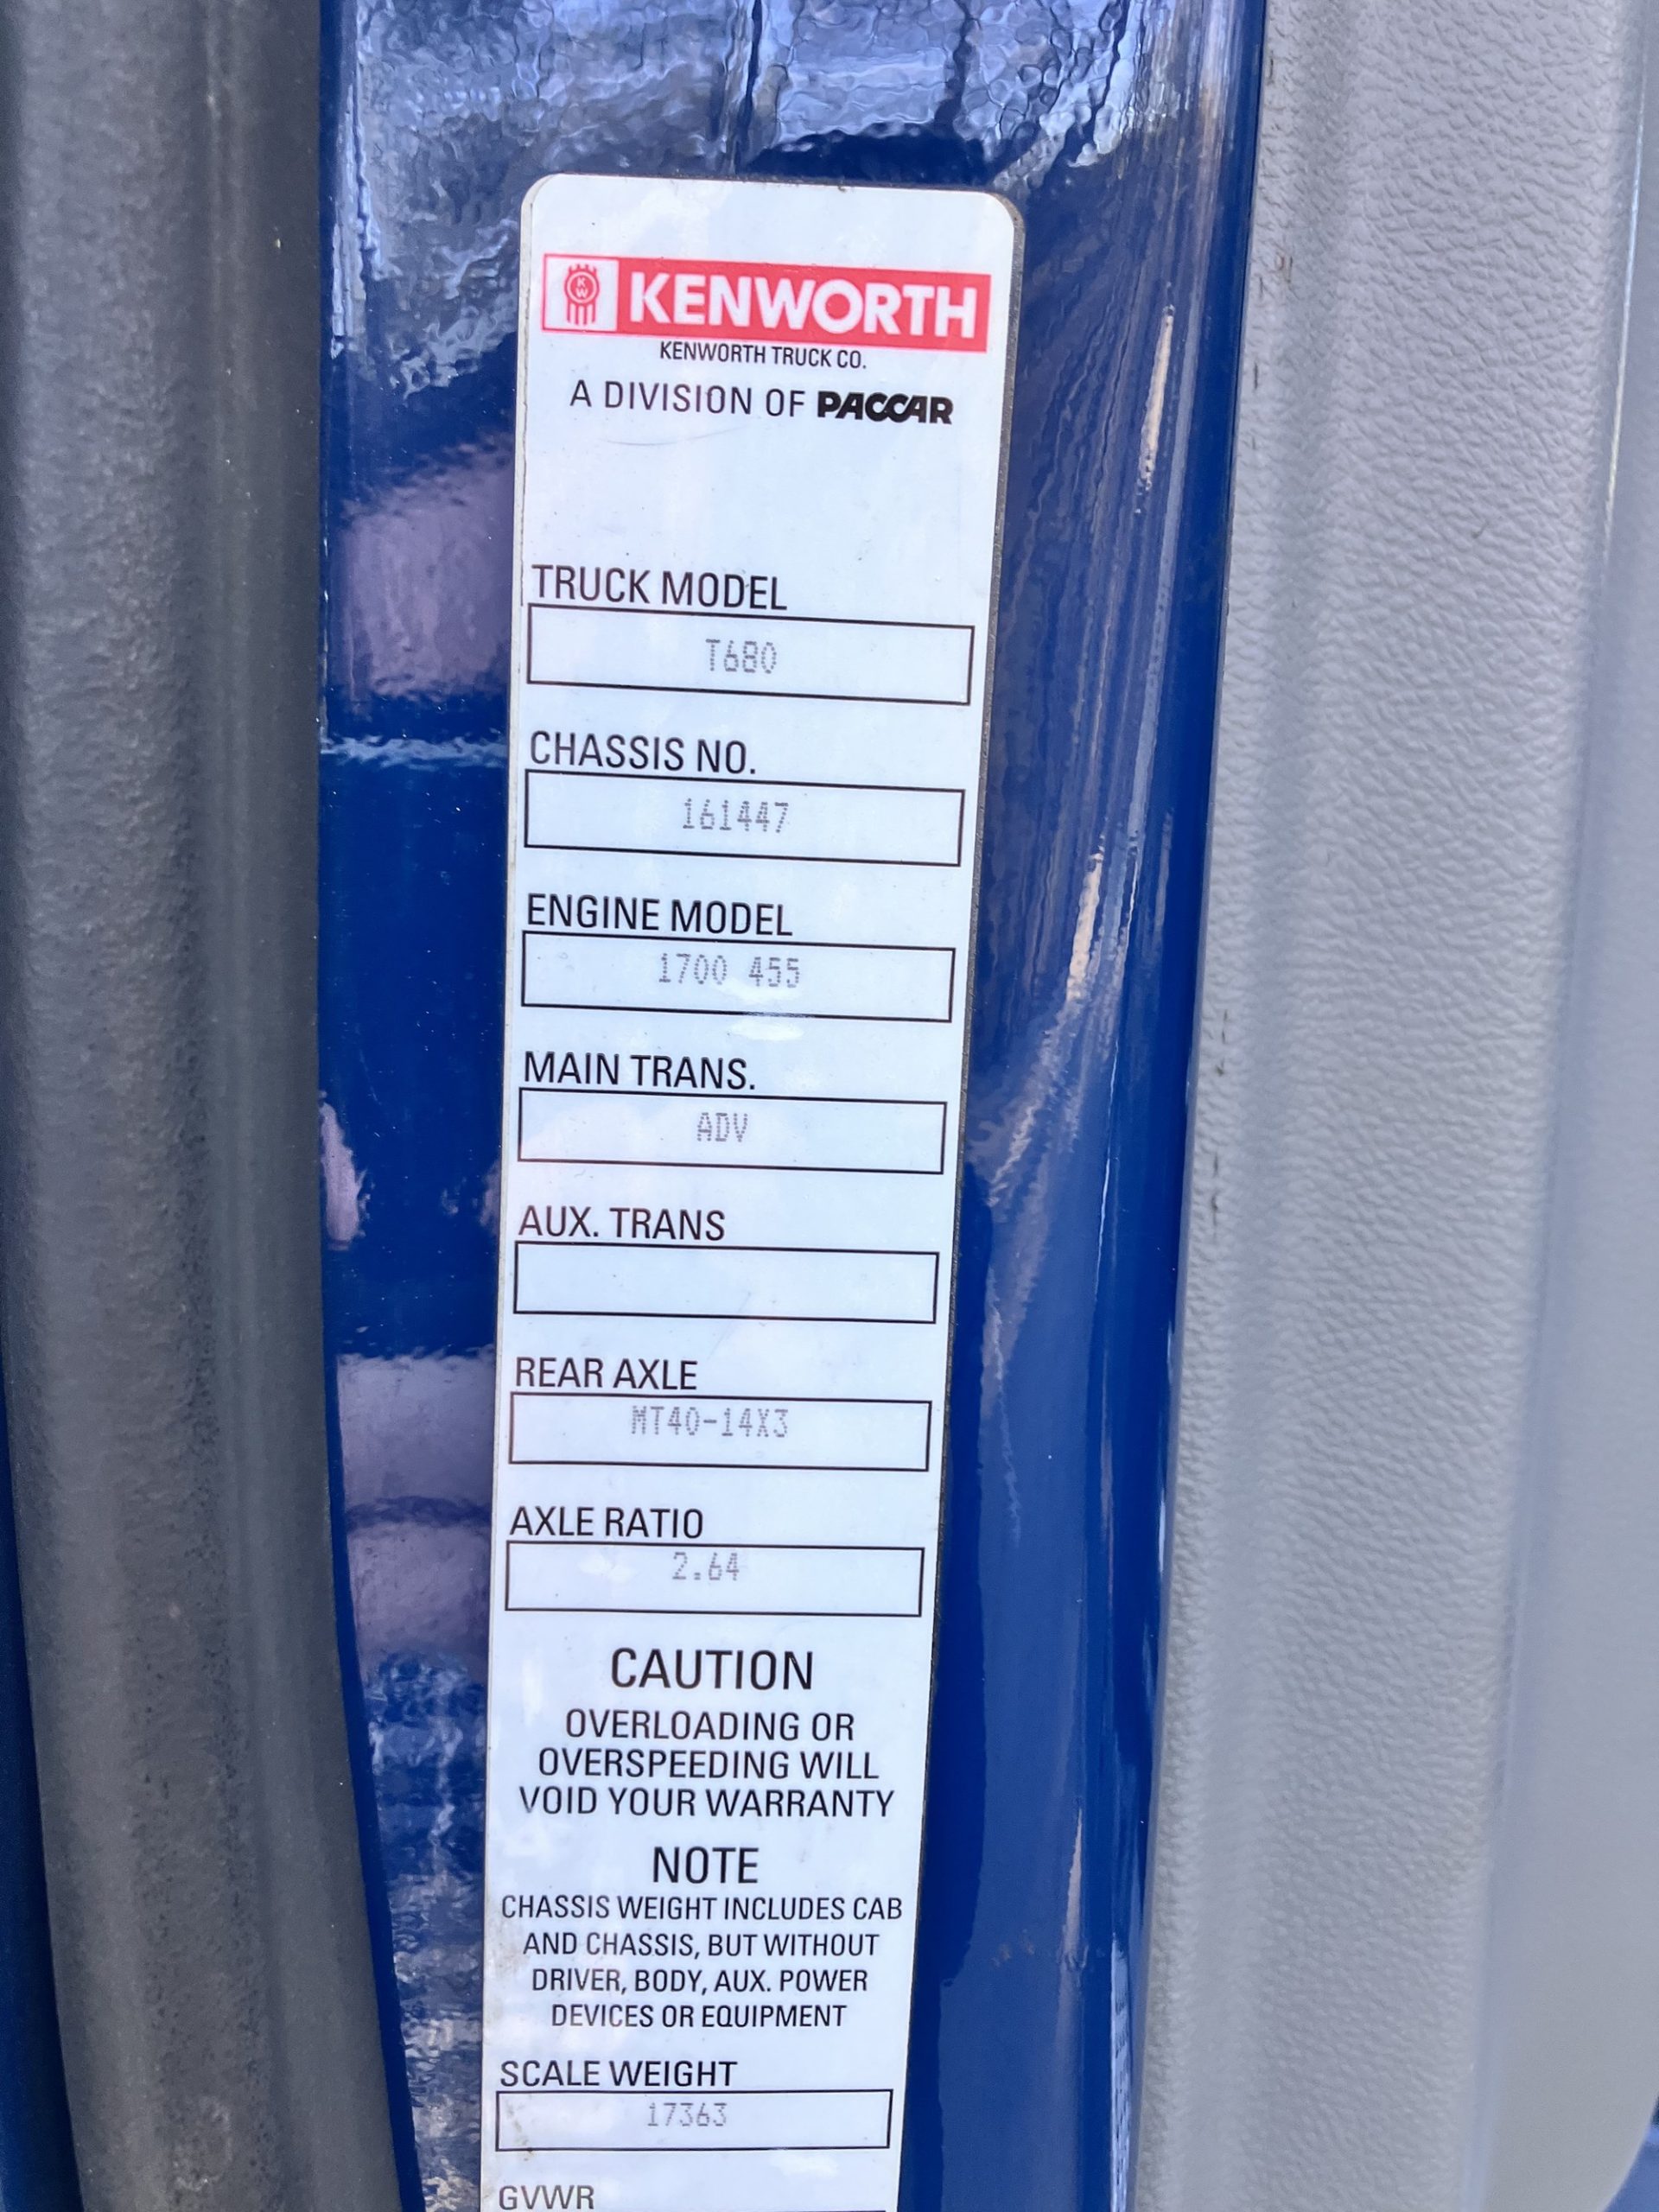 KW KENWORTH
KENWORTH TRUCK CO.
A DIVISION OF PACCAR
TRUCK MODEL
T680
CHASSIS NO.
161447
ENGINE MODEL
1700 455
MAIN TRANS.
ADV
AUX. TRANS
REAR AXLE
MT40-14X3
AXLE RATIO
2.64
CAUTION
OVERLOADING OR
OVERSPEEDING WILL
VOID YOUR WARRANTY
NOTE
CHASSIS WEIGHT INCLUDES CAB
AND CHASSIS, BUT WITHOUT
DRIVER, BODY, AUX. POWER
DEVICES OR EQUIPMENT
SCALE WEIGHT
17363
GVWR